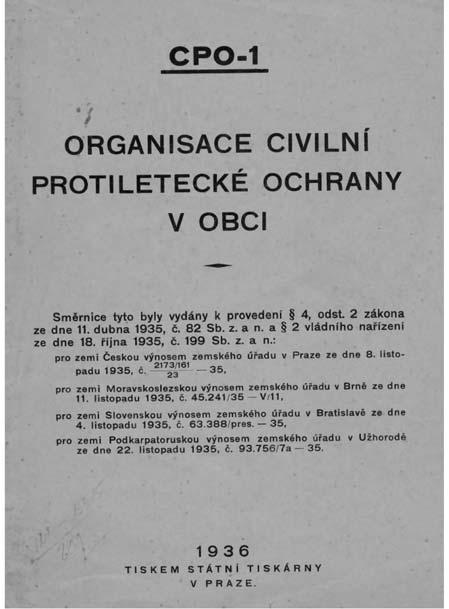 CPO-1
ORGANISACE CIVILNÍ
PROTILETECKÉ OCHRANY
V OBCI
Směrnice tyto byly vydány k provedení § 4, odst. 2 zákona
ze dne 11. dubna 1935, č. 82 Sb. z. a n. a § 2 vládního nařízení
ze dne 18. října 1935, č. 199 Sb. z. a n.:
pro zemi Českou výnosem zemského úřadu v Praze ze dne 8. listo-
padu 1935, č. 2173/161/23 — 35,
pro zemi Moravskoslezskou výnosem zemského úřadu v Brně ze dne
11. listopadu 1935, č. 45.241/35 — V/11,
pro zemi Slovenskou výnosem zemského úřadu v Bratislavě ze dne
4. listopadu 1935, č. 63.388/pres. — 35,
pro zemi Podkarpatoruskou výnosem zemského úřadu v Užhorodě
ze dne 22. listopadu 1935, č. 93.756/7a — 35.
1936
TISKEM STÁTNÍ TISKÁRNY
V PRAZE.